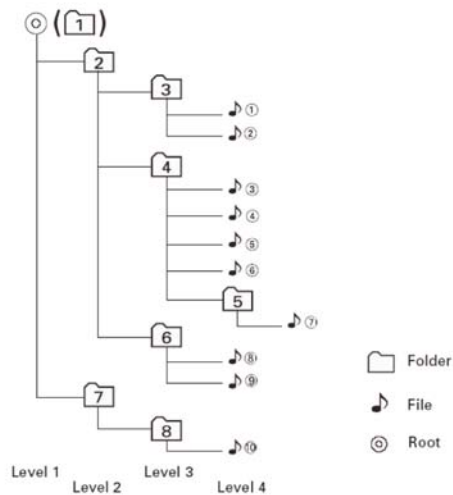 (1)
2
3
①
②
4
③
④
⑤
⑥
5
⑦
6
⑧
⑨
7
8
⑩
Folder
File
Root
Level 1
Level 2
Level 3
Level 4